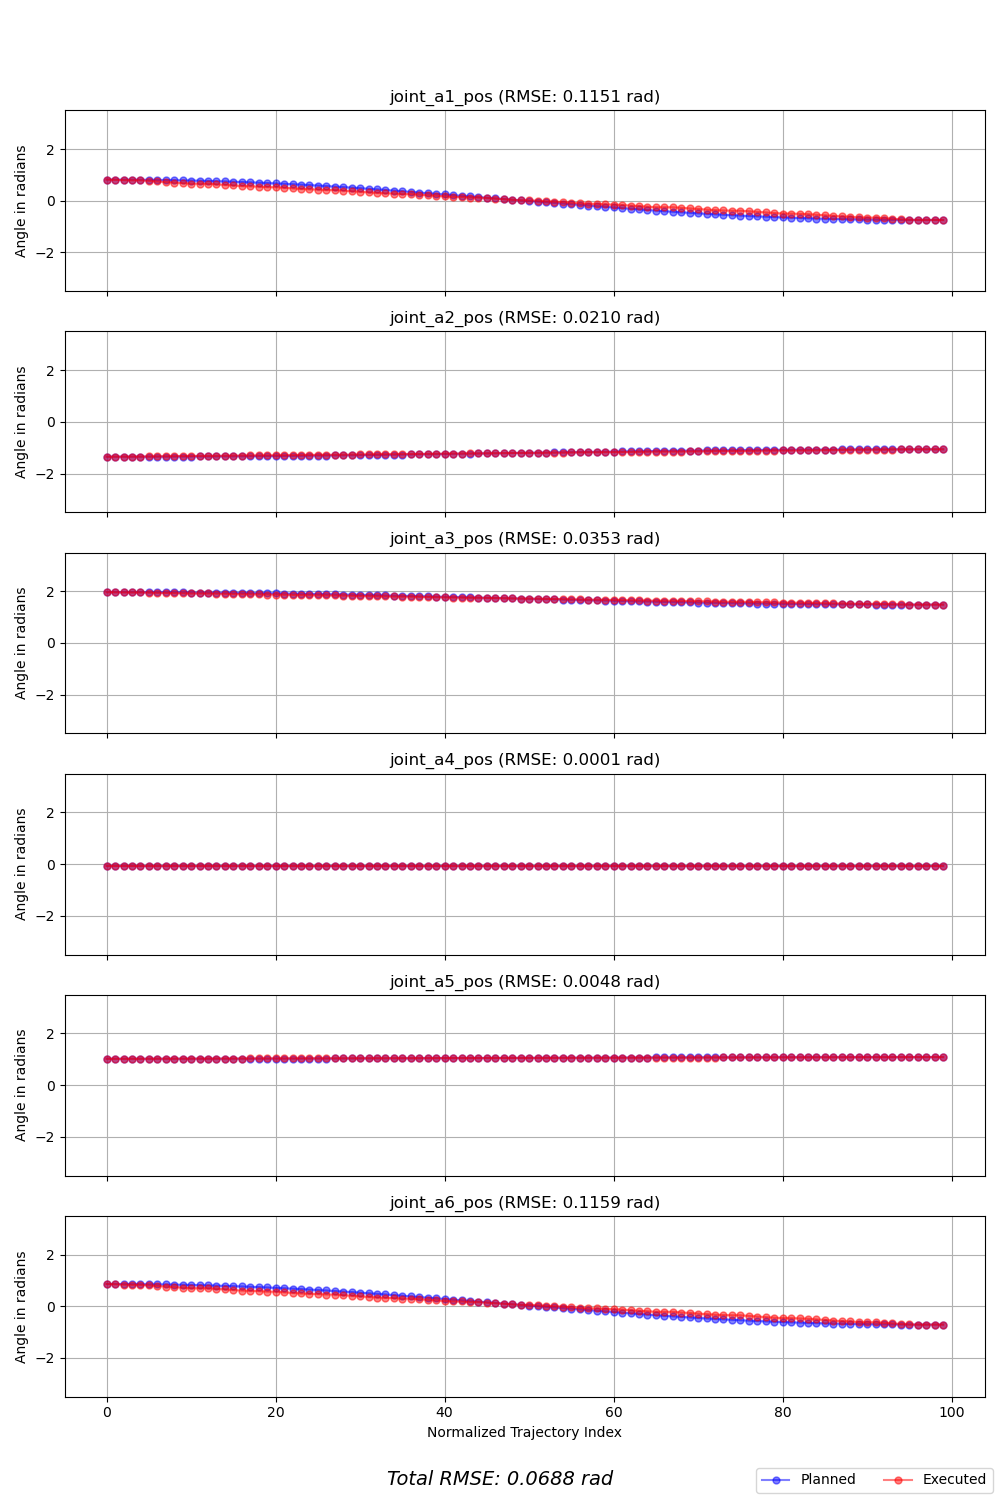 joint_a1_pos (RMSE: 0.1151 rad)
Angle in radians
2
0
−2
joint_a2_pos (RMSE: 0.0210 rad)
Angle in radians
2
0
−2
joint_a3_pos (RMSE: 0.0353 rad)
Angle in radians
2
0
−2
joint_a4_pos (RMSE: 0.0001 rad)
Angle in radians
2
0
−2
joint_a5_pos (RMSE: 0.0048 rad)
Angle in radians
2
0
−2
joint_a6_pos (RMSE: 0.1159 rad)
Angle in radians
2
0
−2
0 20 40 60 80 100
Normalized Trajectory Index
Total RMSE: 0.0688 rad
Planned Executed